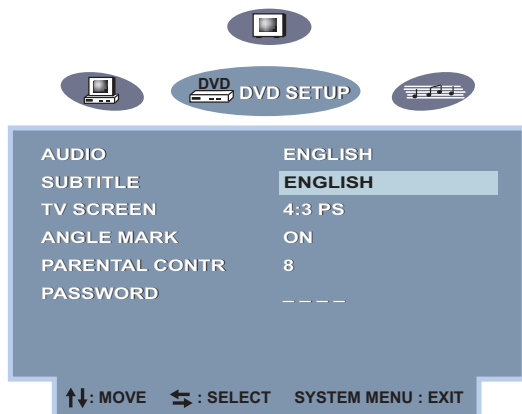 DVD
DVD SETUP
AUDIO ENGLISH
SUBTITLE ENGLISH
TV SCREEN 4:3 PS
ANGLE MARK ON
PARENTAL CONTR 8
PASSWORD _ _ _ _
: MOVE : SELECT SYSTEM MENU : EXIT